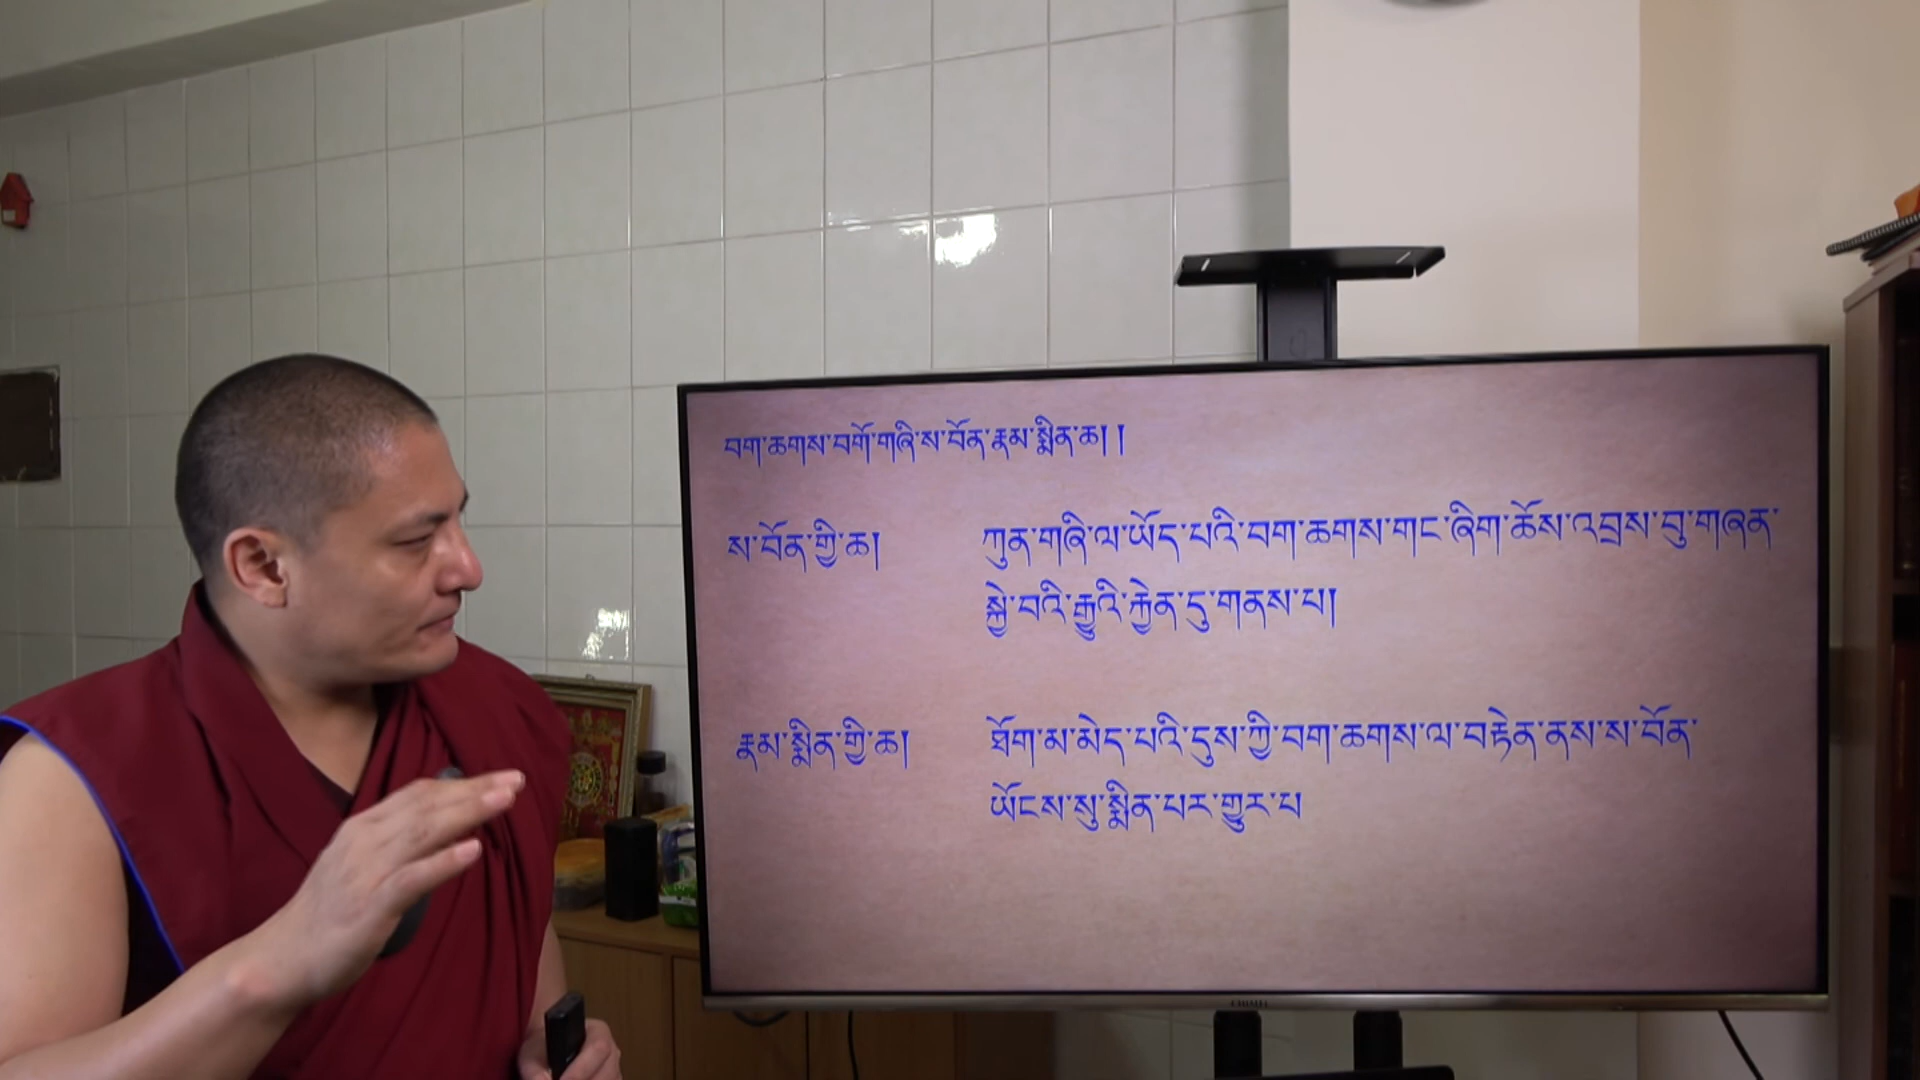 བག་ཆགས་བགོ་གཞི་ས་བོན་རྣམ་སྨིན་ཆ། །
ས་བོན་གྱི་ཆ།
ཀུན་གཞི་ལ་ཡོད་པའི་བག་ཆགས་གང་ཞིག་ཆོས་འབྲས་བུ་གཞན་
སྐྱེ་བའི་རྒྱུའི་རྐྱེན་དུ་གནས་པ།
རྣམ་སྨིན་གྱི་ཆ།
ཐོག་མ་མེད་པའི་དུས་ཀྱི་བག་ཆགས་ལ་བརྟེན་ནས་ས་བོན་
ཡོངས་སུ་སྨིན་པར་གྱུར་པ